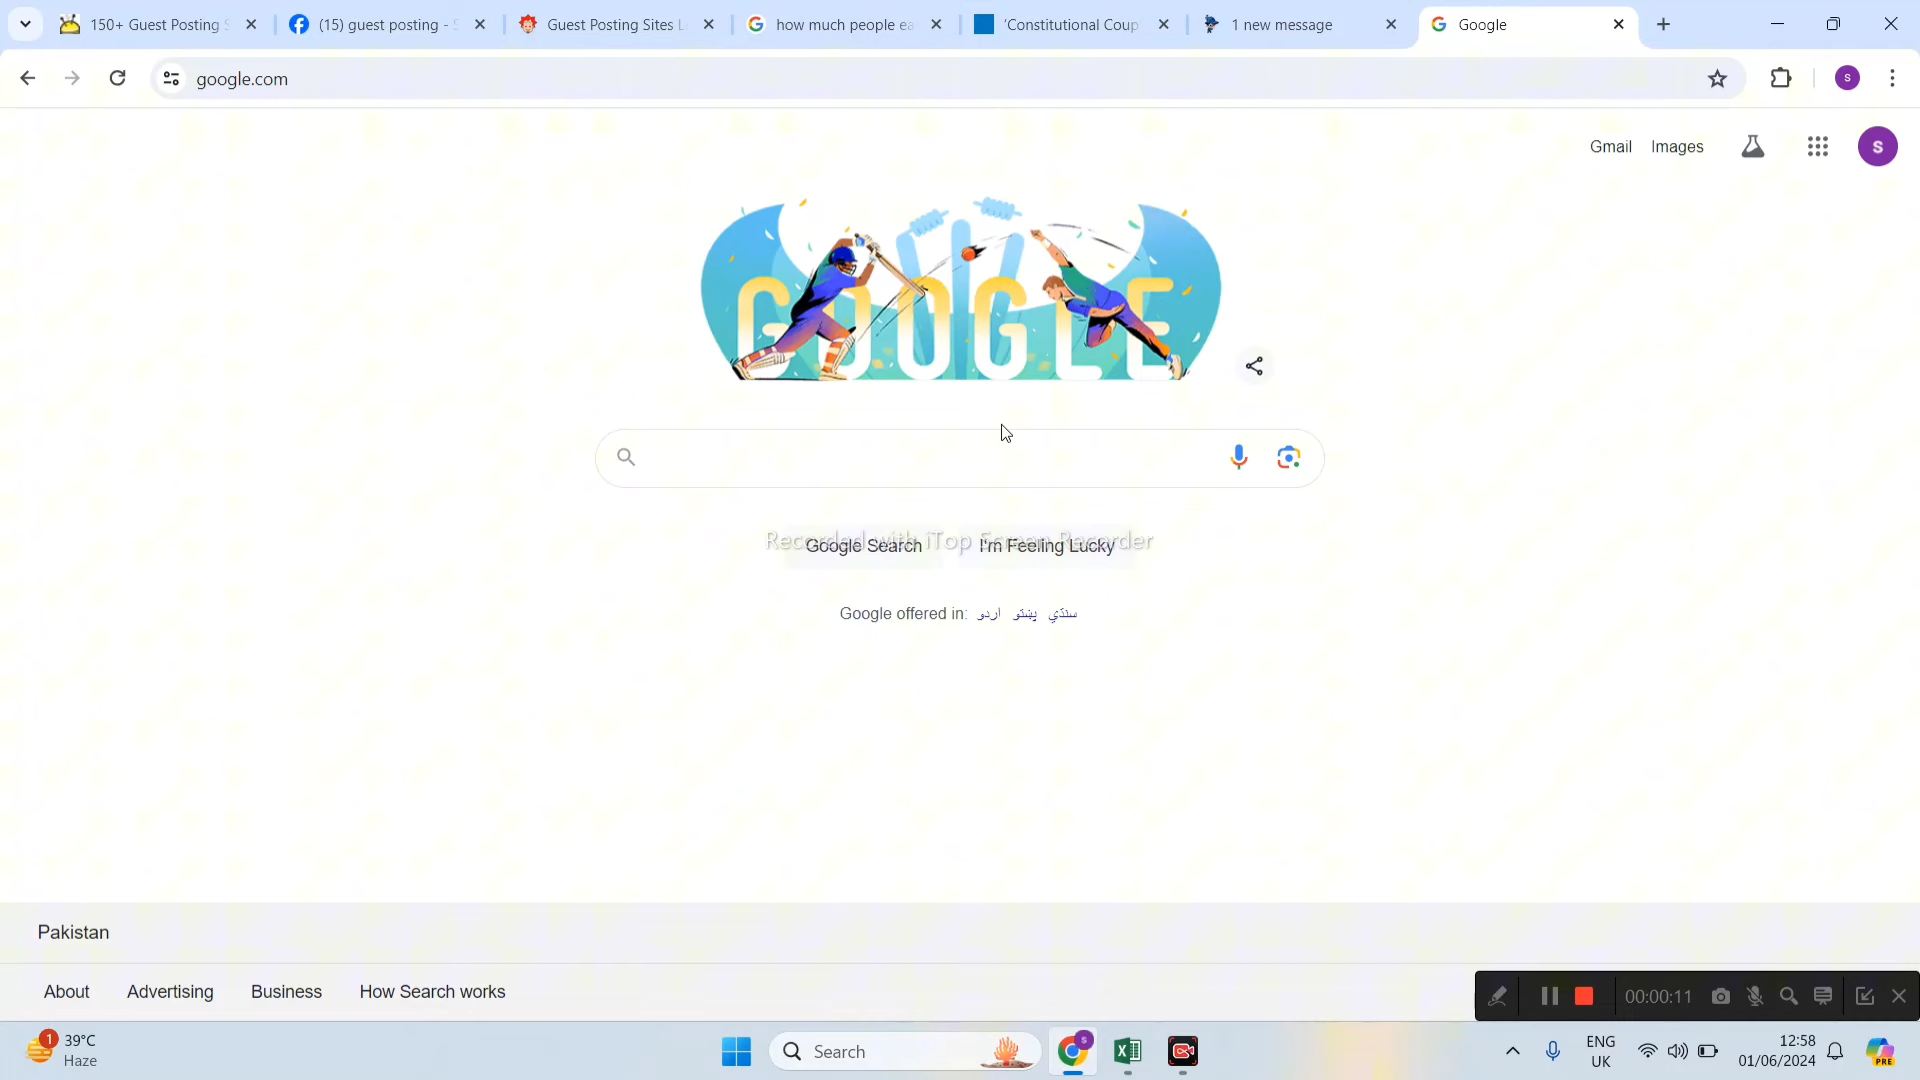 150+ Guest Posting S
(15) guest posting - S
Guest Posting Sites L
how much people ea
'Constitutional Coup
1 new message
Google
google.com
S
Gmail
Images
S
GOOGLE
Recorded with iTop Screen Recorder
Google Search
I'm Feeling Lucky
Google offered in: اردو پښتو سنڌي
Pakistan
About
Advertising
Business
How Search works
00:00:11
1
39°C
Haze
Search
S
ENG
UK
12:58
01/06/2024
PRE